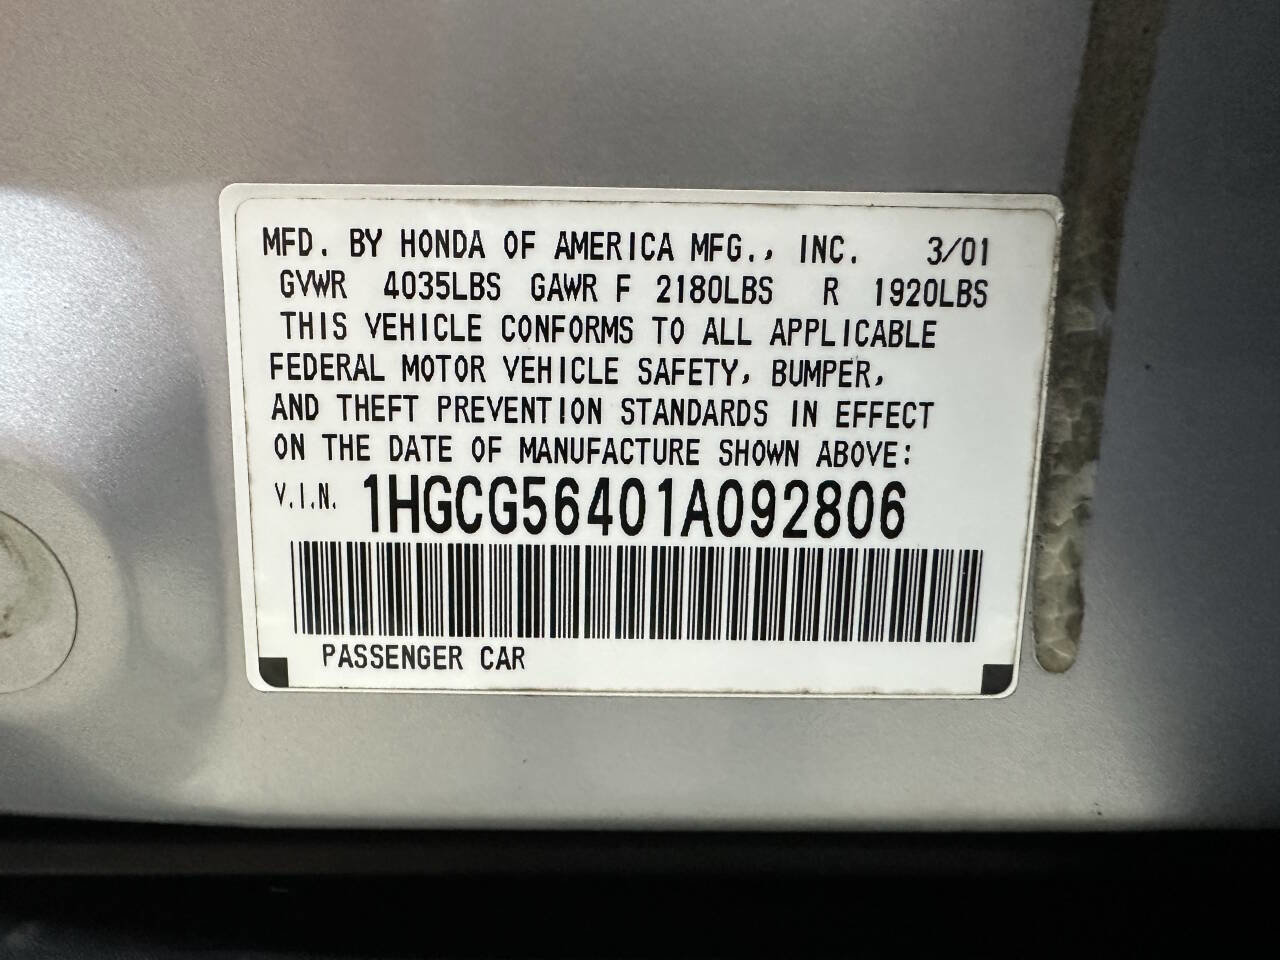 MFD. BY HONDA OF AMERICA MFG., INC. 3/01
GVWR 4035LBS GAWR F 2180LBS R 1920LBS
THIS VEHICLE CONFORMS TO ALL APPLICABLE
FEDERAL MOTOR VEHICLE SAFETY, BUMPER,
AND THEFT PREVENTION STANDARDS IN EFFECT
ON THE DATE OF MANUFACTURE SHOWN ABOVE:
V.I.N. 1HGCG56401A092806
PASSENGER CAR